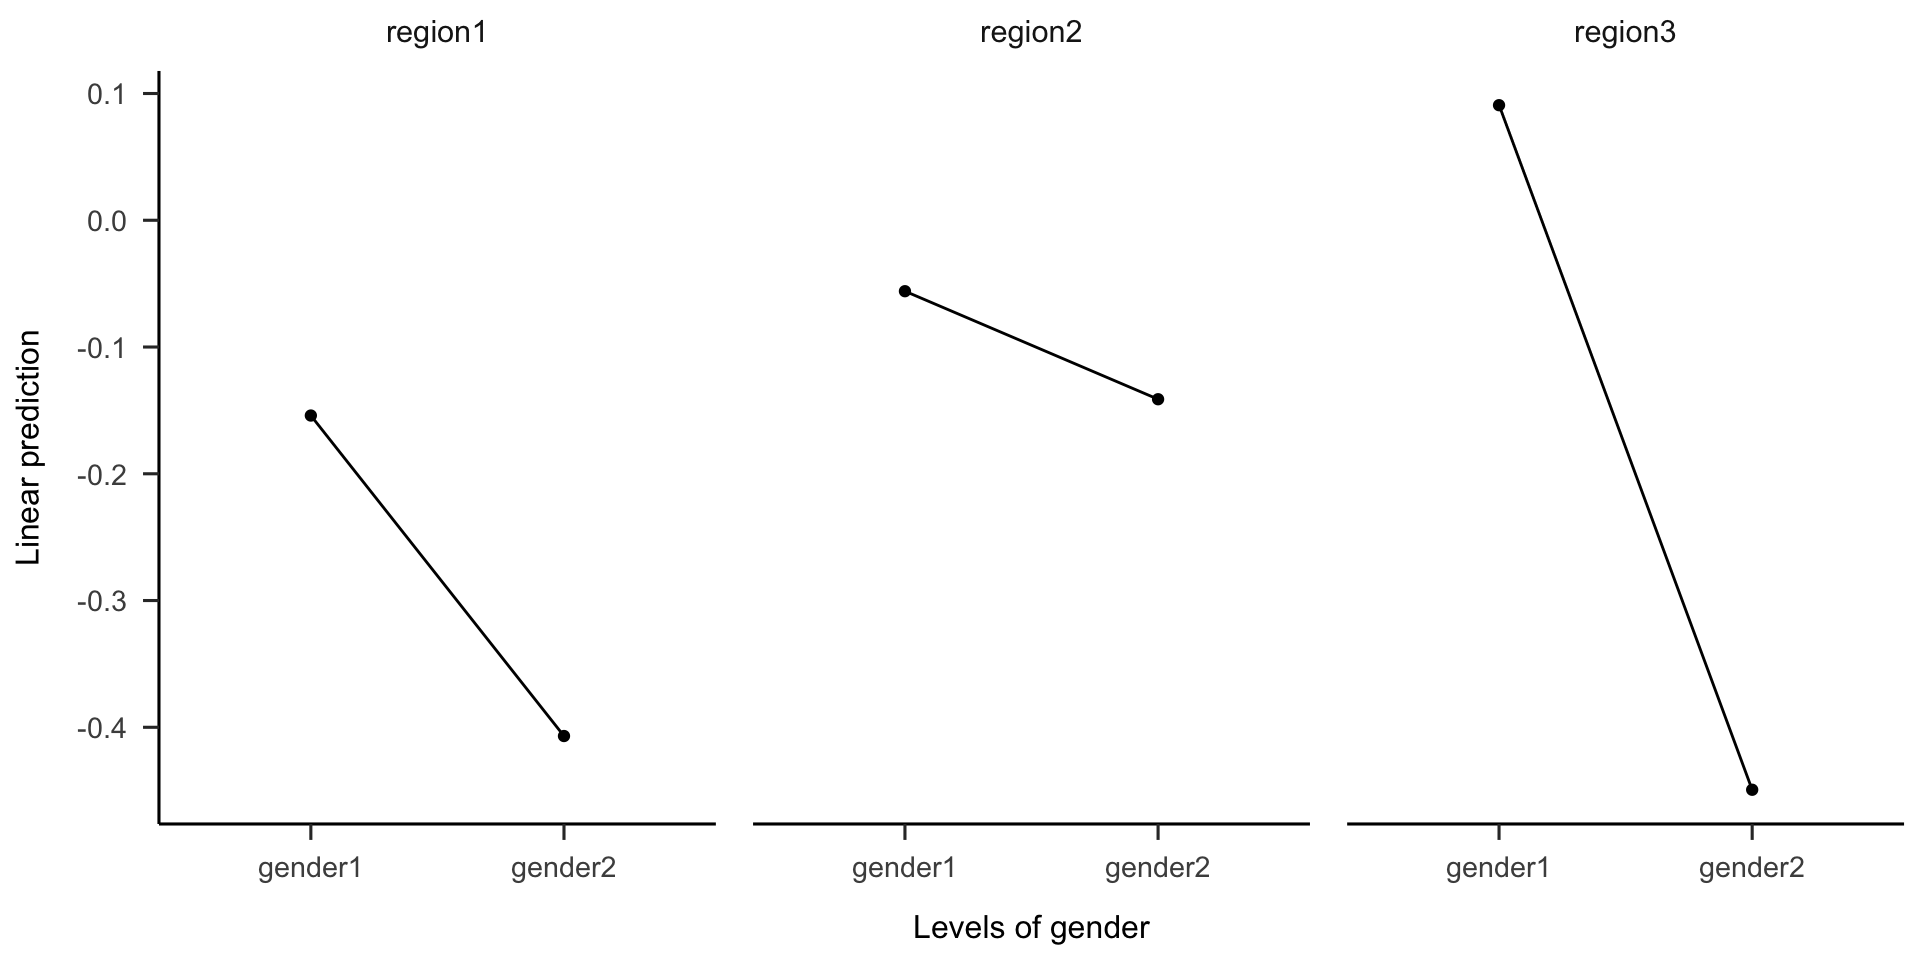 region1 region2 region3
0.1
0.0
-0.1
-0.2
-0.3
-0.4
Linear prediction
gender1 gender2 gender1 gender2 gender1 gender2
Levels of gender